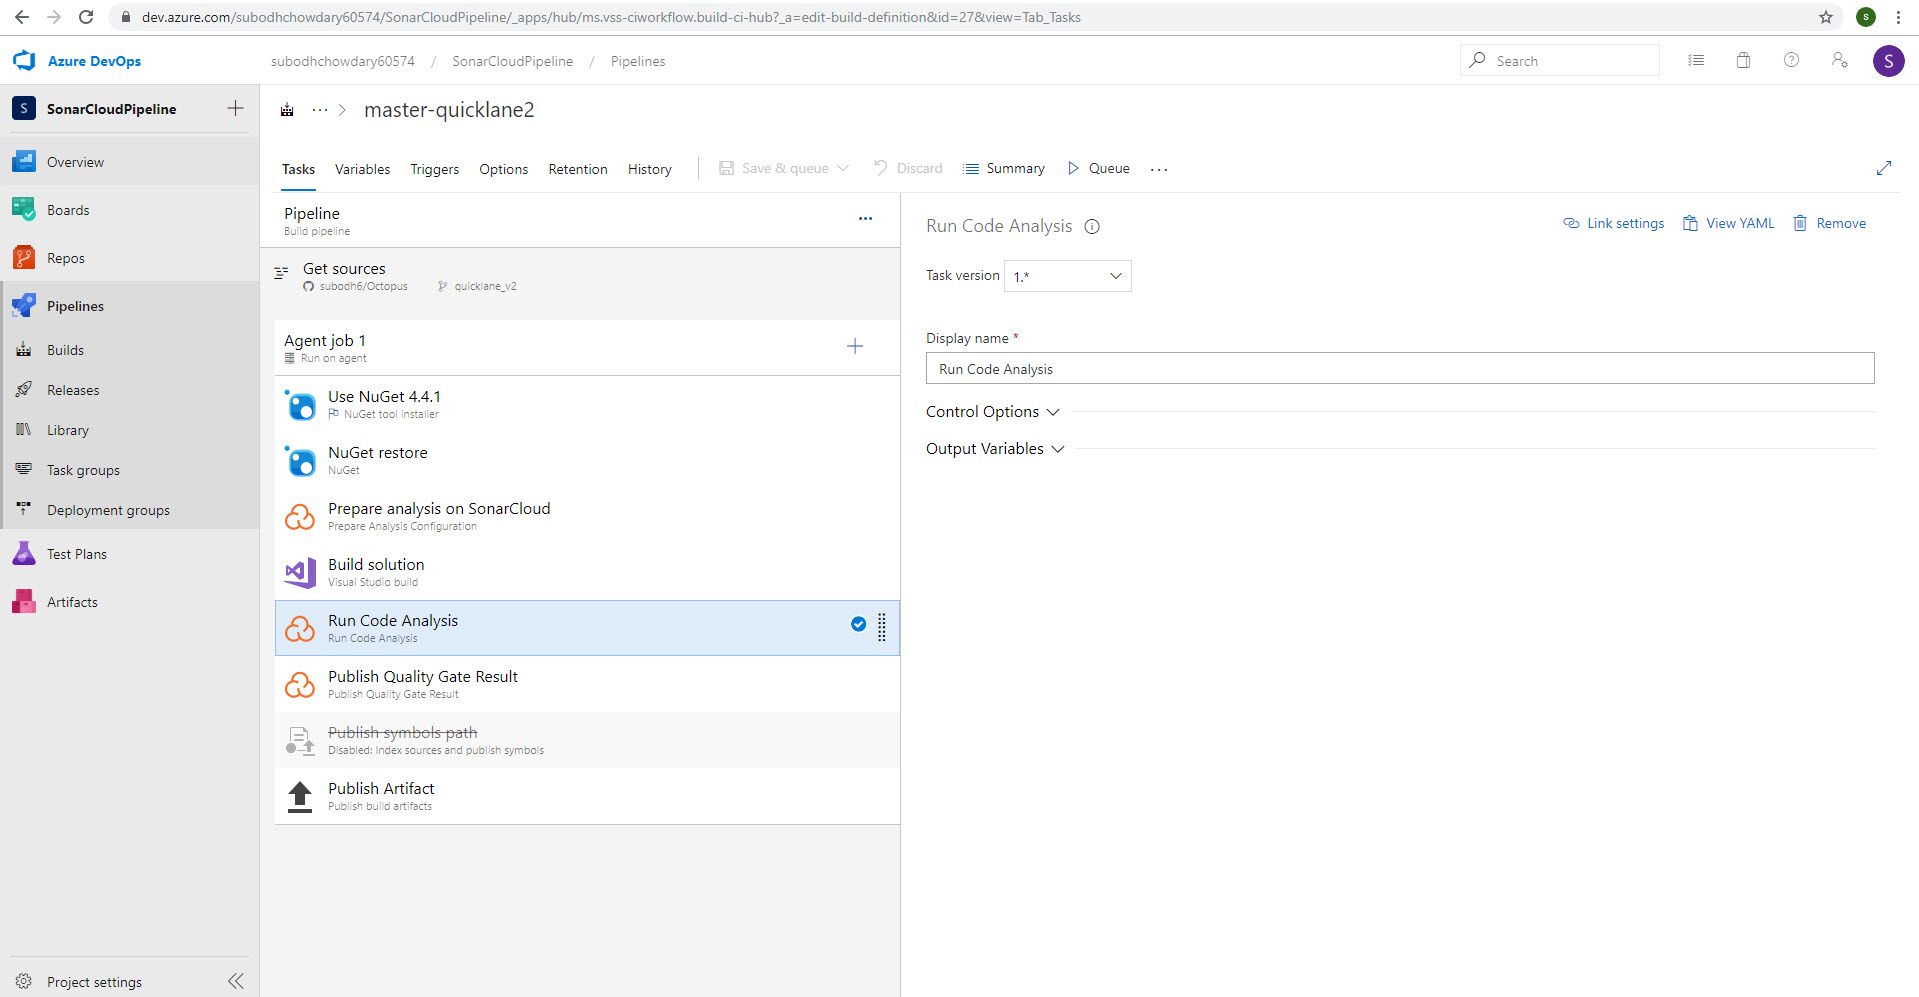 dev.azure.com/subodhchowdary60574/SonarCloudPipeline/_apps/hub/ms.vss-ciworkflow.build-ci-hub?_a=edit-build-definition&id=27&view=Tab_Tasks
S
Azure DevOps
subodhchowdary60574 / SonarCloudPipeline / Pipelines
Search
S
S SonarCloudPipeline
Overview
Boards
Repos
Pipelines
Builds
Releases
Library
Task groups
Deployment groups
Test Plans
Artifacts
Project settings
··· > master-quicklane2
Tasks Variables Triggers Options Retention History Save & queue Discard Summary Queue ...
Pipeline
Build pipeline
...
Get sources
subodh6/Octopus quicklane_v2
Agent job 1
Run on agent
Use NuGet 4.4.1
NuGet tool installer
NuGet restore
NuGet
Prepare analysis on SonarCloud
Prepare Analysis Configuration
Build solution
Visual Studio build
Run Code Analysis
Run Code Analysis
Publish Quality Gate Result
Publish Quality Gate Result
Publish symbols path
Disabled: Index sources and publish symbols
Publish Artifact
Publish build artifacts
Run Code Analysis
Link settings View YAML Remove
Task version 1.*
Display name *
Run Code Analysis
Control Options
Output Variables